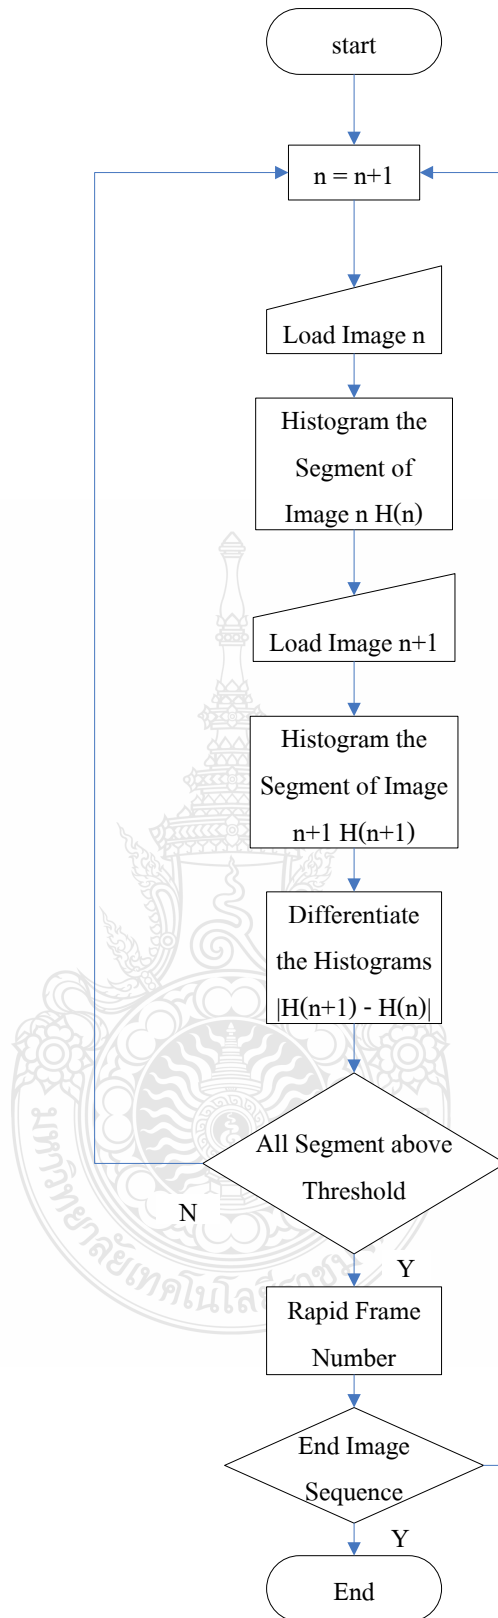 start
n = n+1
Load Image n
Histogram the
Segment of
Image n H(n)
Load Image n+1
Histogram the
Segment of Image
n+1 H(n+1)
Differentiate
the Histograms
|H(n+1) - H(n)|
All Segment above
Threshold
N
Y
Rapid Frame
Number
End Image
Sequence
Y
End